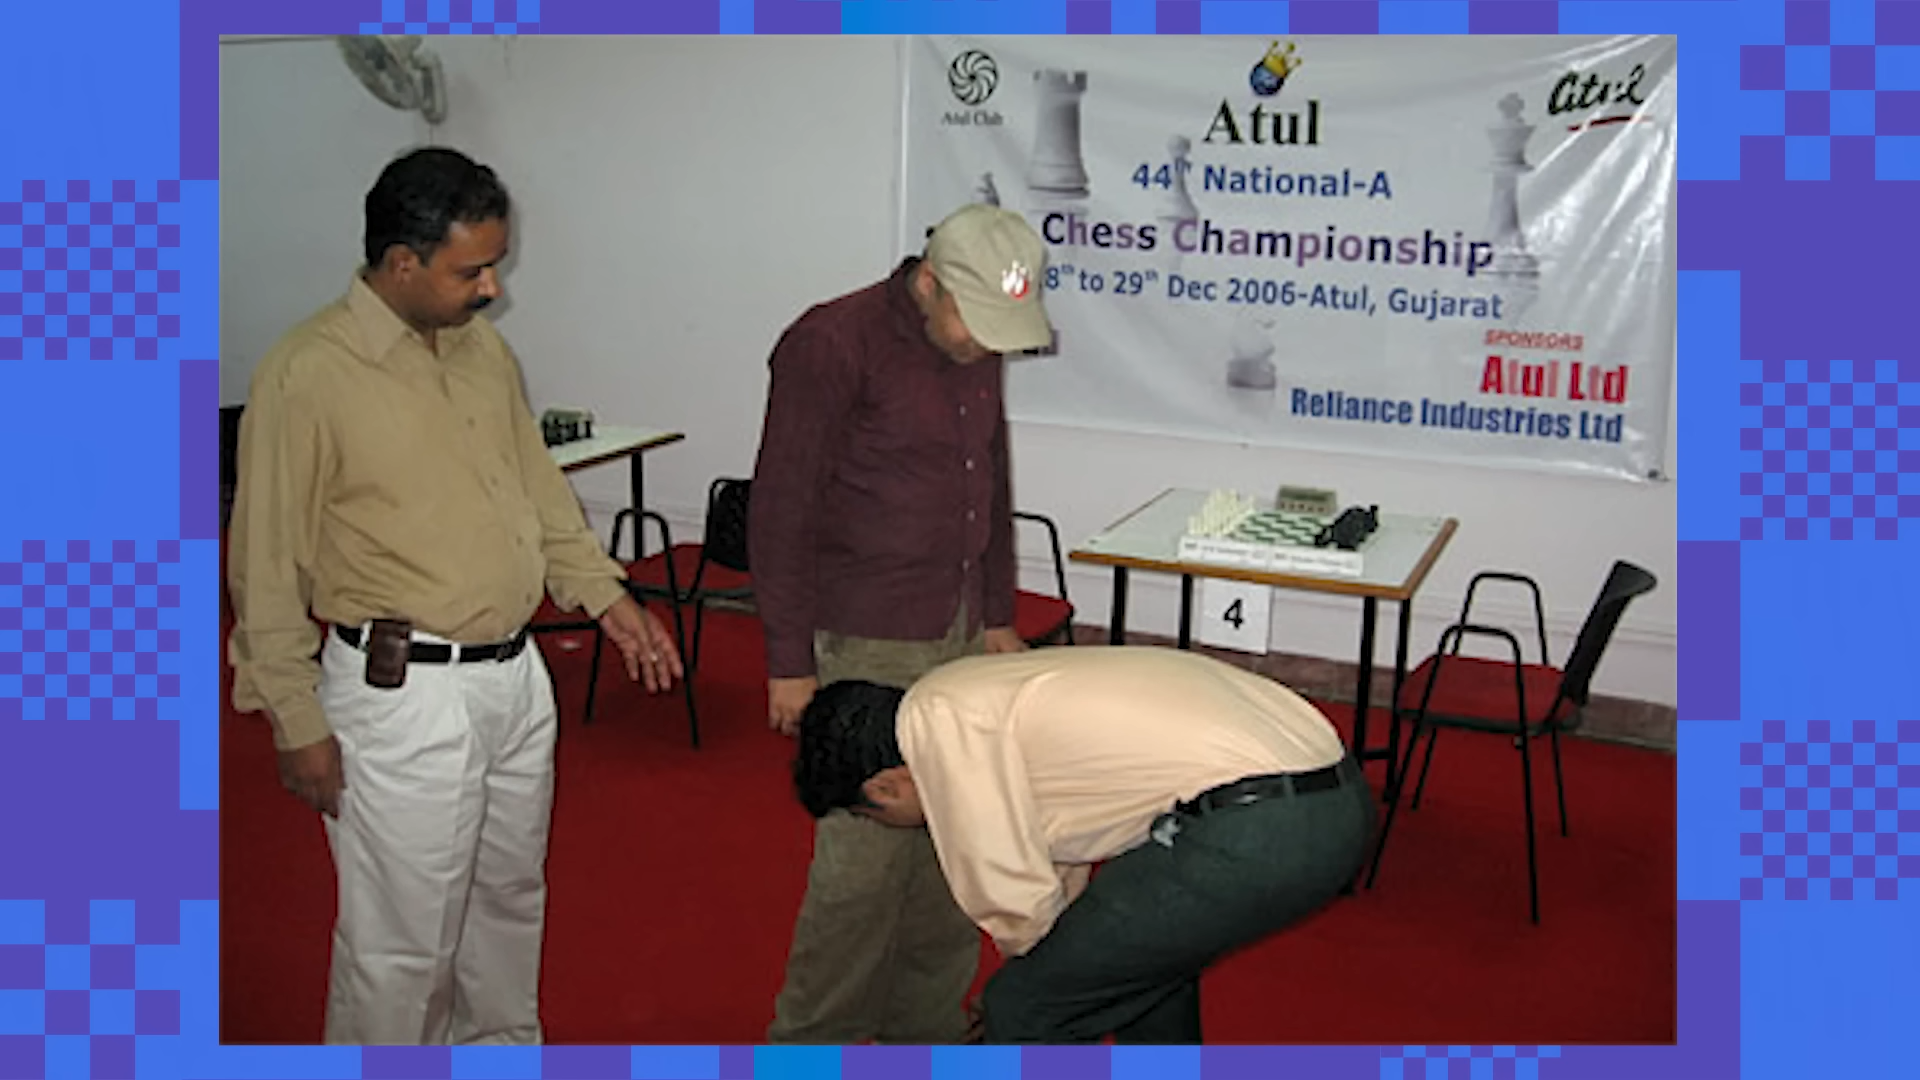 Atul Club
Atul
atul
44th National-A
Chess Championship
8th to 29th Dec 2006-Atul, Gujarat
SPONSORS
Atul Ltd
Reliance Industries Ltd
4